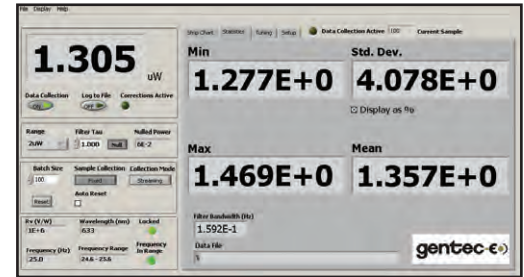 File Display Help
Strip Chart Statistics Tuning Setup Data Collection Active 100 Current Sample
1.305 uW
Data Collection Log to File Corrections Active
ON OFF
Range Filter Tau Nulled Power
2uW 1.000 Null 6E-2
Batch Size Sample Collection Collection Mode
100 Streaming
Auto Reset
Reset
Rv (V/W) Wavelength (nm) Locked
1E+6 633
Frequency (Hz) Frequency Range Frequency In Range
25.0 24.6 - 25.6
Min Std. Dev.
1.277E+0 4.078E+0
Display as %
Max Mean
1.469E+0 1.357E+0
Filter Bandwidth (Hz)
1.592E-1
Data File
gentec-EO